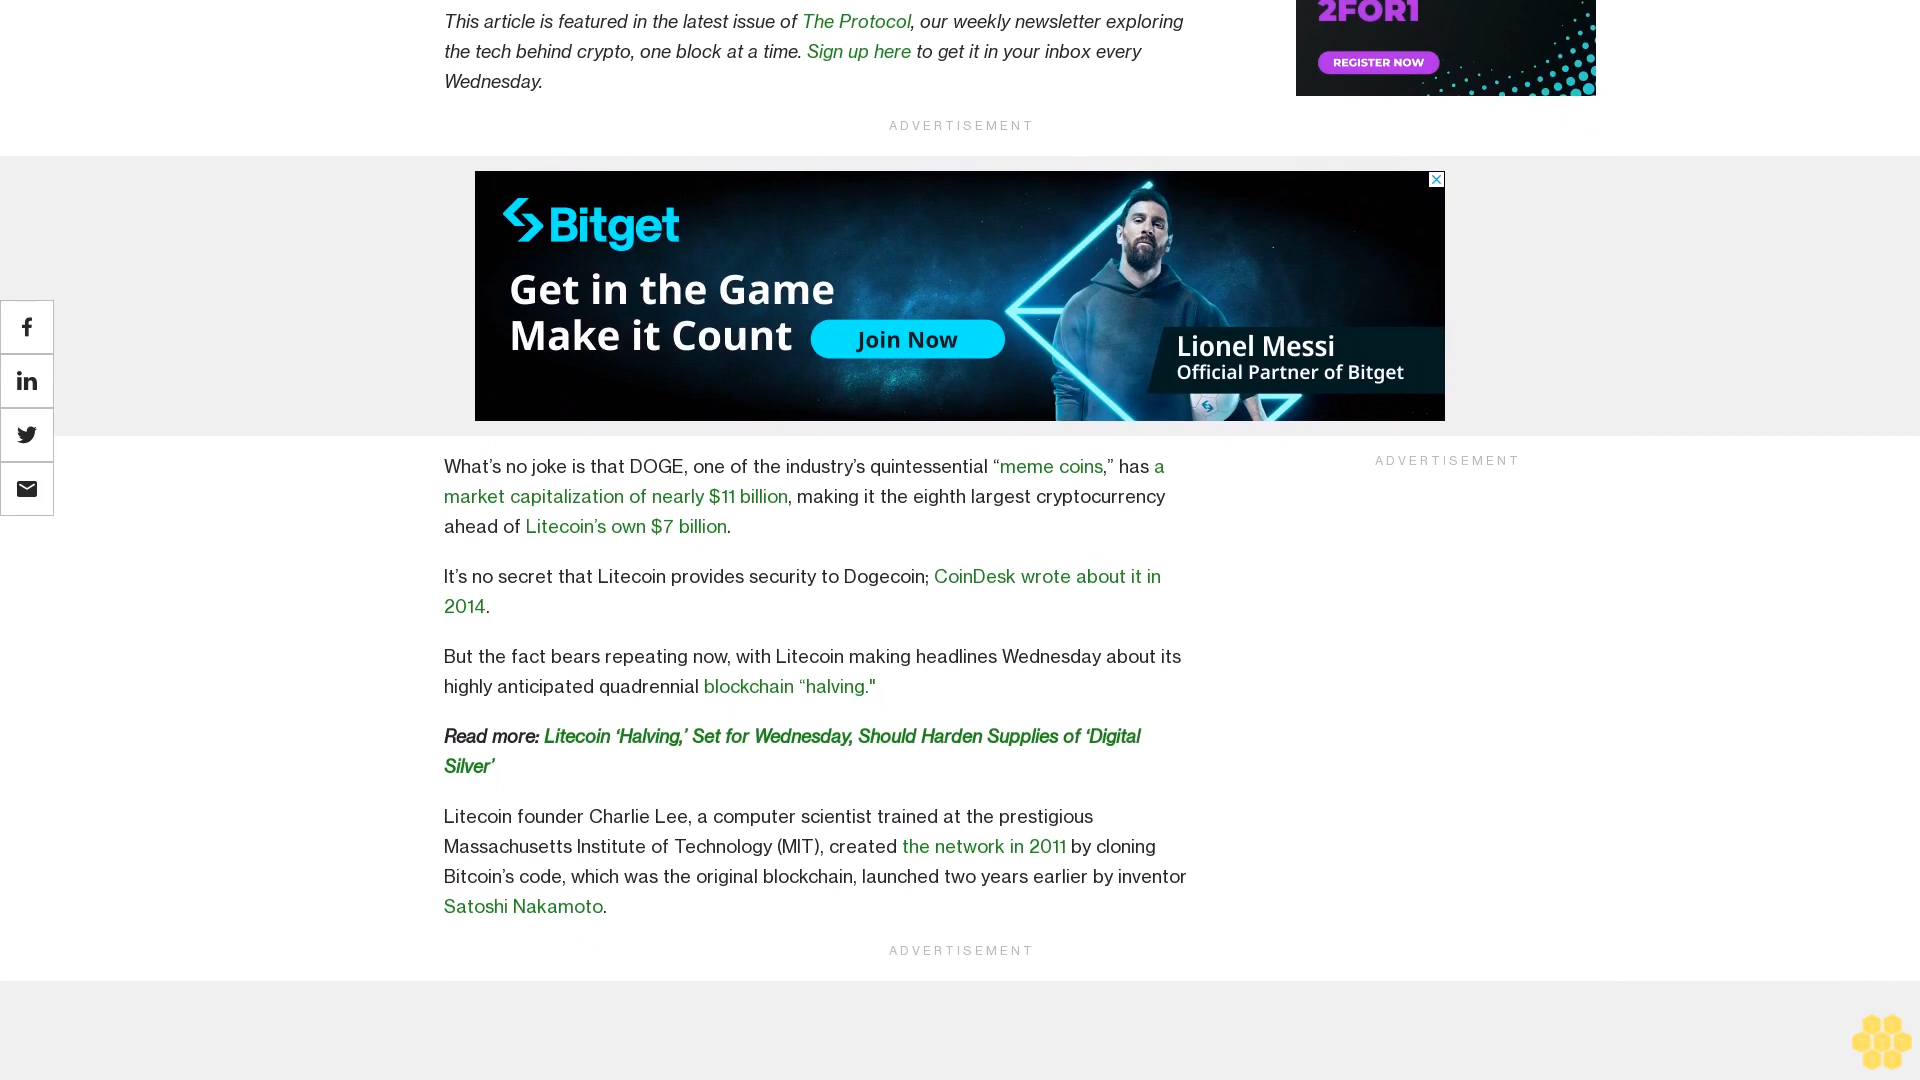 This article is featured in the latest issue of The Protocol, our weekly newsletter exploring
the tech behind crypto, one block at a time. Sign up here to get it in your inbox every
Wednesday.
2FOR1
REGISTER NOW
ADVERTISEMENT
Bitget
Get in the Game
Make it Count
Join Now
Lionel Messi
Official Partner of Bitget
What’s no joke is that DOGE, one of the industry’s quintessential “meme coins,” has a
market capitalization of nearly $11 billion, making it the eighth largest cryptocurrency
ahead of Litecoin’s own $7 billion.
ADVERTISEMENT
It’s no secret that Litecoin provides security to Dogecoin; CoinDesk wrote about it in
2014.
But the fact bears repeating now, with Litecoin making headlines Wednesday about its
highly anticipated quadrennial blockchain “halving."
Read more: Litecoin ‘Halving,’ Set for Wednesday, Should Harden Supplies of ‘Digital
Silver’
Litecoin founder Charlie Lee, a computer scientist trained at the prestigious
Massachusetts Institute of Technology (MIT), created the network in 2011 by cloning
Bitcoin’s code, which was the original blockchain, launched two years earlier by inventor
Satoshi Nakamoto.
ADVERTISEMENT